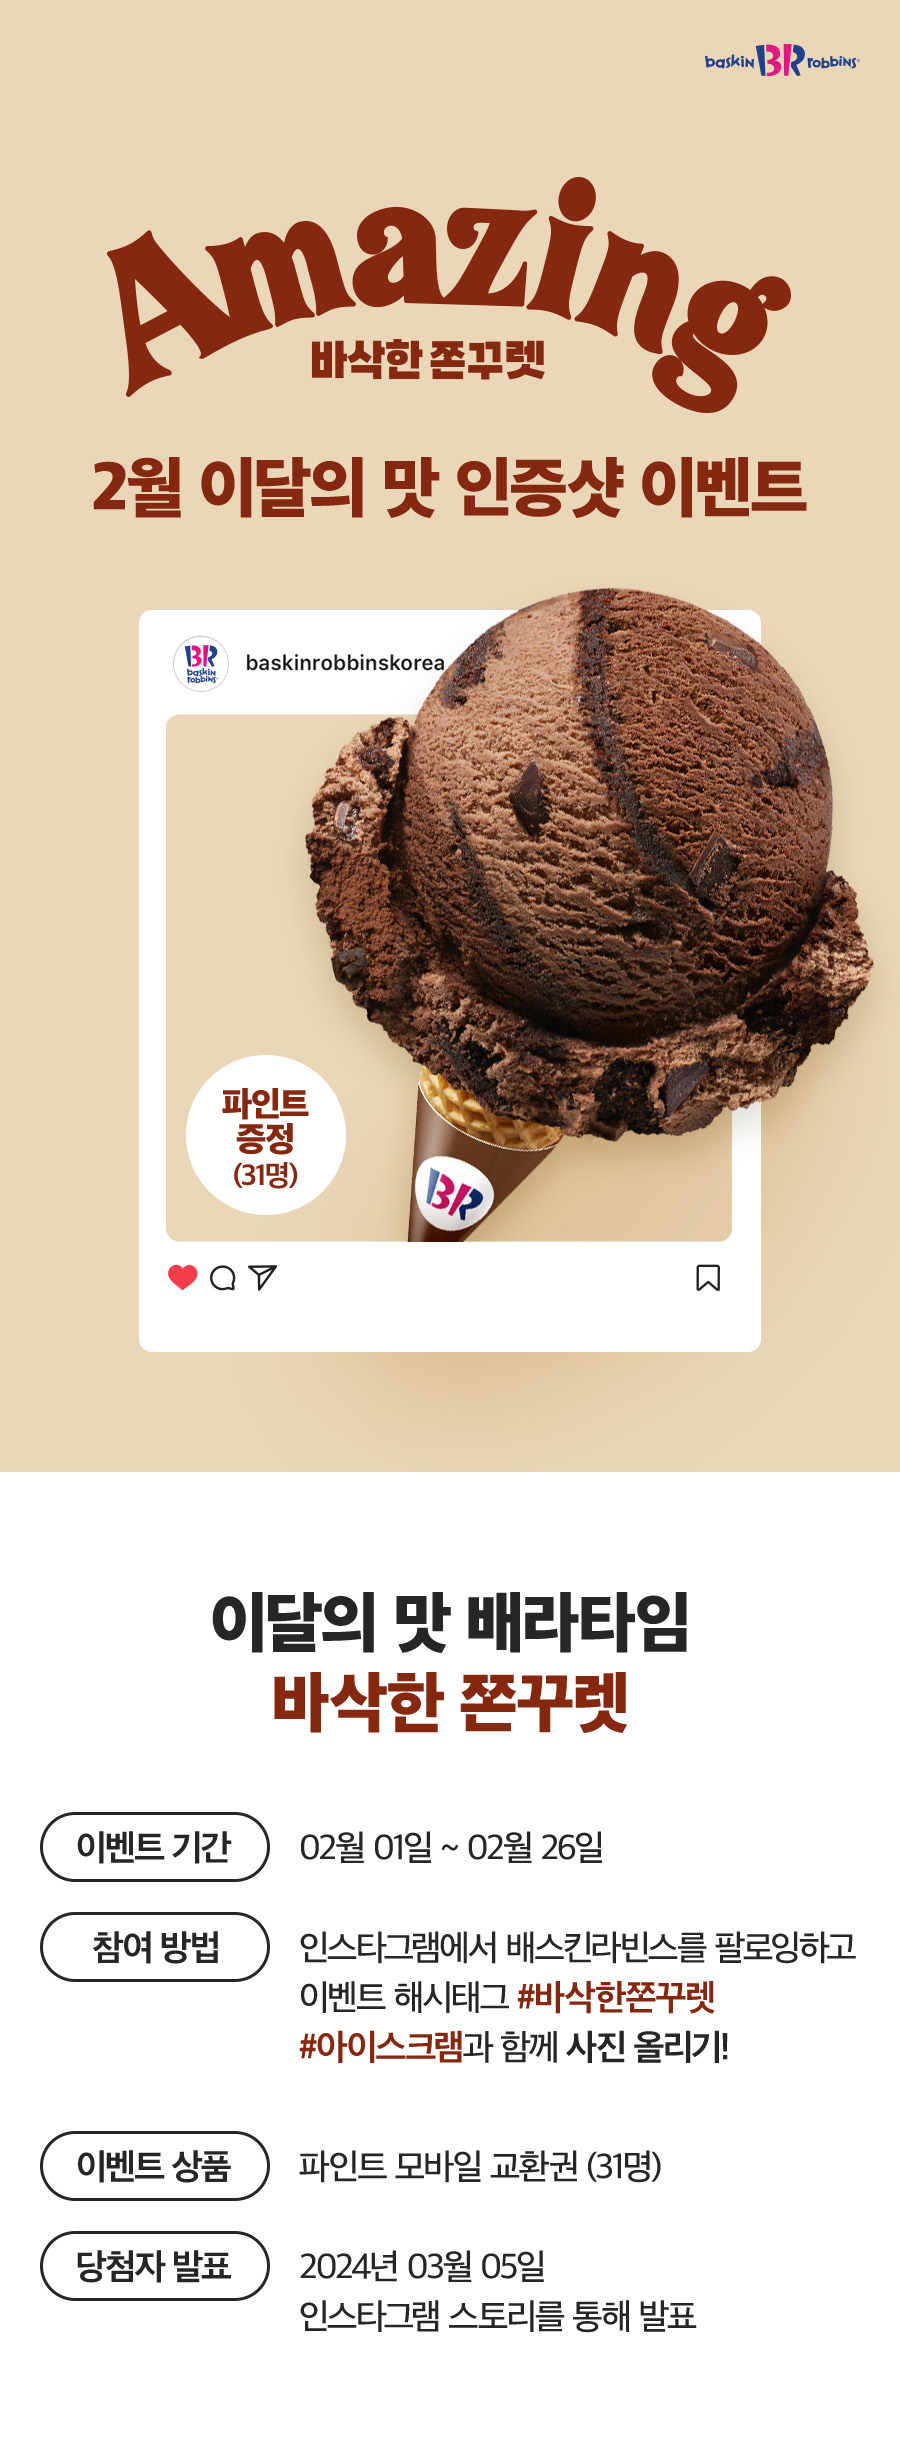 baskin BR robbins
Amazing
바삭한 쫀꾸렛
2월 이달의 맛 인증샷 이벤트
BR
baskin
robbins
baskinrobbinskorea
파인트
증정
(31명)
BR
이달의 맛 배라타임
바삭한 쫀꾸렛
이벤트 기간 02월 01일 ~ 02월 26일
참여 방법 인스타그램에서 배스킨라빈스를 팔로잉하고
이벤트 해시태그 #바삭한쫀꾸렛
#아이스크램과 함께 사진 올리기!
이벤트 상품 파인트 모바일 교환권 (31명)
당첨자 발표 2024년 03월 05일
인스타그램 스토리를 통해 발표